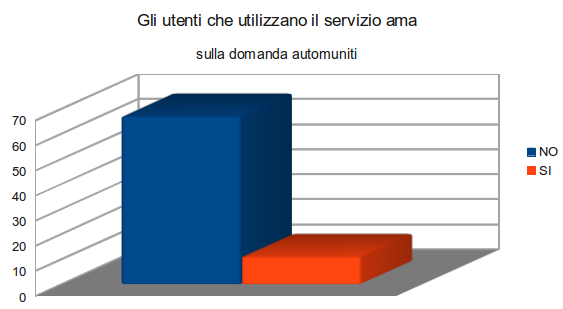 Gli utenti che utilizzano il servizio ama
sulla domanda automuniti
70
60
50
40
30
20
10
0
NO
SI